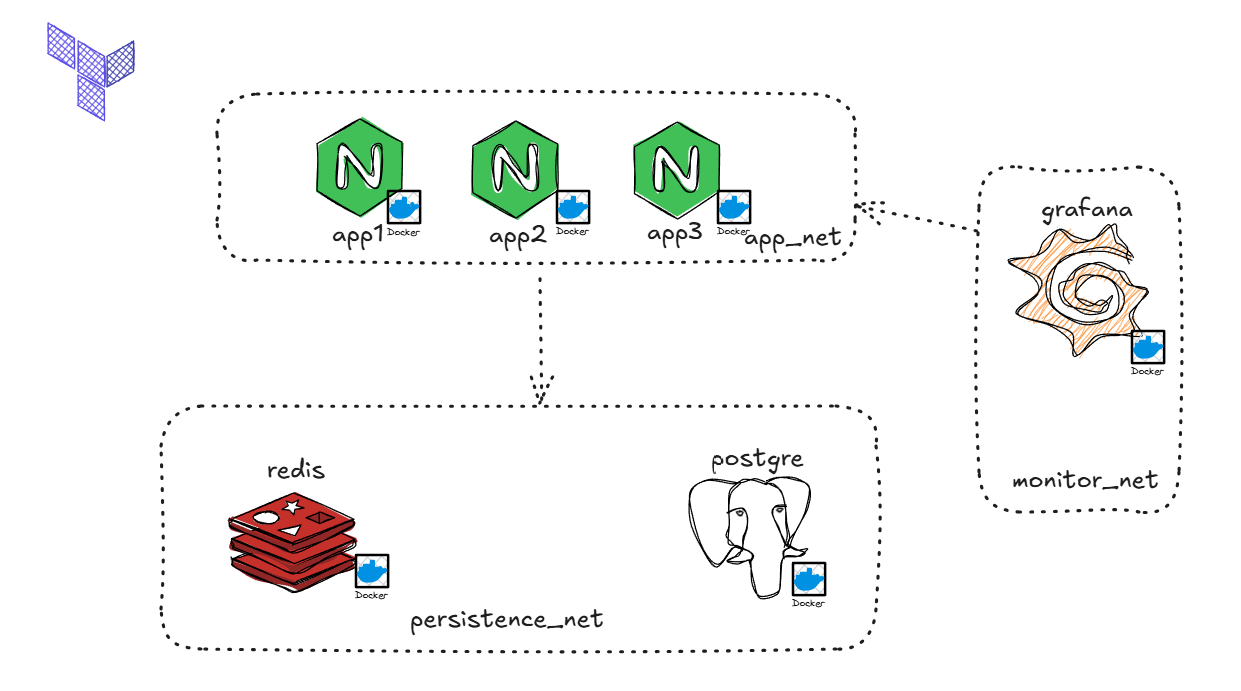 app1
Docker
app2
Docker
app3
Docker
app_net
grafana
Docker
monitor_net
redis
Docker
postgre
Docker
persistence_net